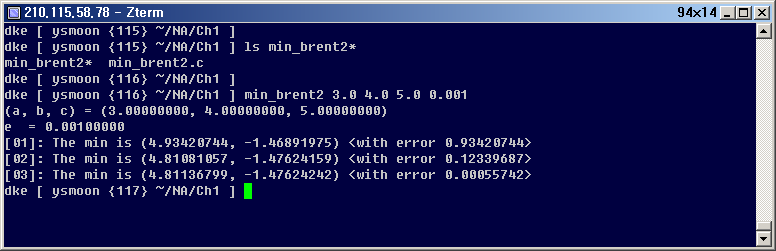 210,115,58,78 - Zterm 94×14
dke [ ysmoon {115} ~/NA/Ch1 ]
dke [ ysmoon {115} ~/NA/Ch1 ] ls min_brent2*
min_brent2*  min_brent2.c
dke [ ysmoon {116} ~/NA/Ch1 ]
dke [ ysmoon {116} ~/NA/Ch1 ] min_brent2 3.0 4.0 5.0 0.001
(a, b, c) = (3.00000000, 4.00000000, 5.00000000)
e  = 0.00100000
[01]: The min is (4.93420744, -1.46891975) <with error 0.93420744>
[02]: The min is (4.81081057, -1.47624159) <with error 0.12339687>
[03]: The min is (4.81136799, -1.47624242) <with error 0.00055742>
dke [ ysmoon {117} ~/NA/Ch1 ]